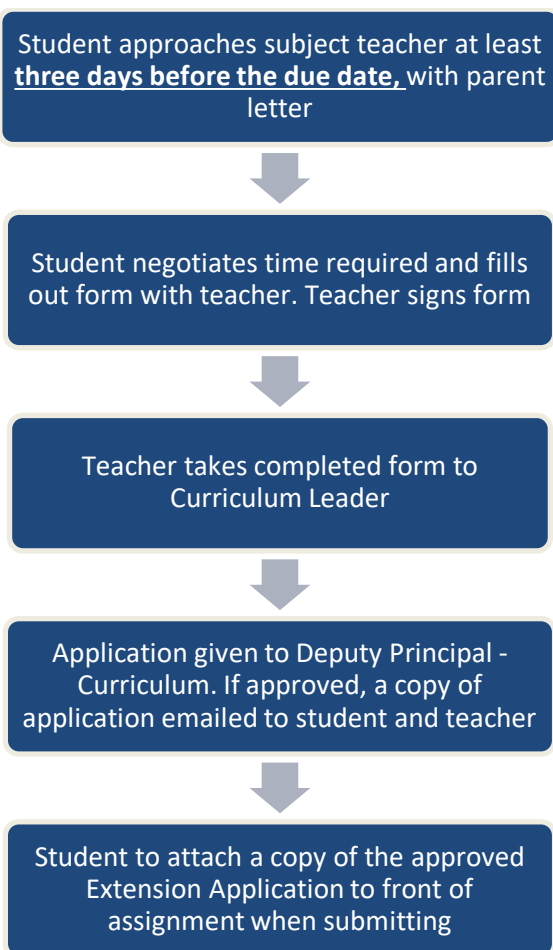 Student approaches subject teacher at least
three days before the due date, with parent
letter
Student negotiates time required and fills
out form with teacher. Teacher signs form
Teacher takes completed form to
Curriculum Leader
Application given to Deputy Principal -
Curriculum. If approved, a copy of
application emailed to student and teacher
Student to attach a copy of the approved
Extension Application to front of
assignment when submitting